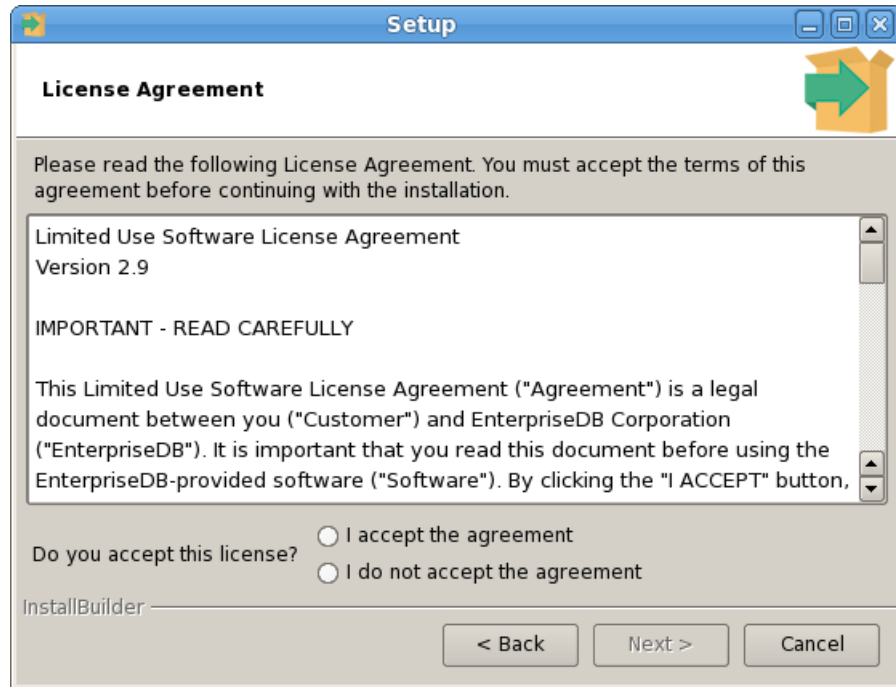 Setup
License Agreement
Please read the following License Agreement. You must accept the terms of this
agreement before continuing with the installation.
Limited Use Software License Agreement
Version 2.9
IMPORTANT - READ CAREFULLY
This Limited Use Software License Agreement ("Agreement") is a legal
document between you ("Customer") and EnterpriseDB Corporation
("EnterpriseDB"). It is important that you read this document before using the
EnterpriseDB-provided software ("Software"). By clicking the "I ACCEPT" button,
Do you accept this license?
I accept the agreement
I do not accept the agreement
InstallBuilder
< Back
Next >
Cancel